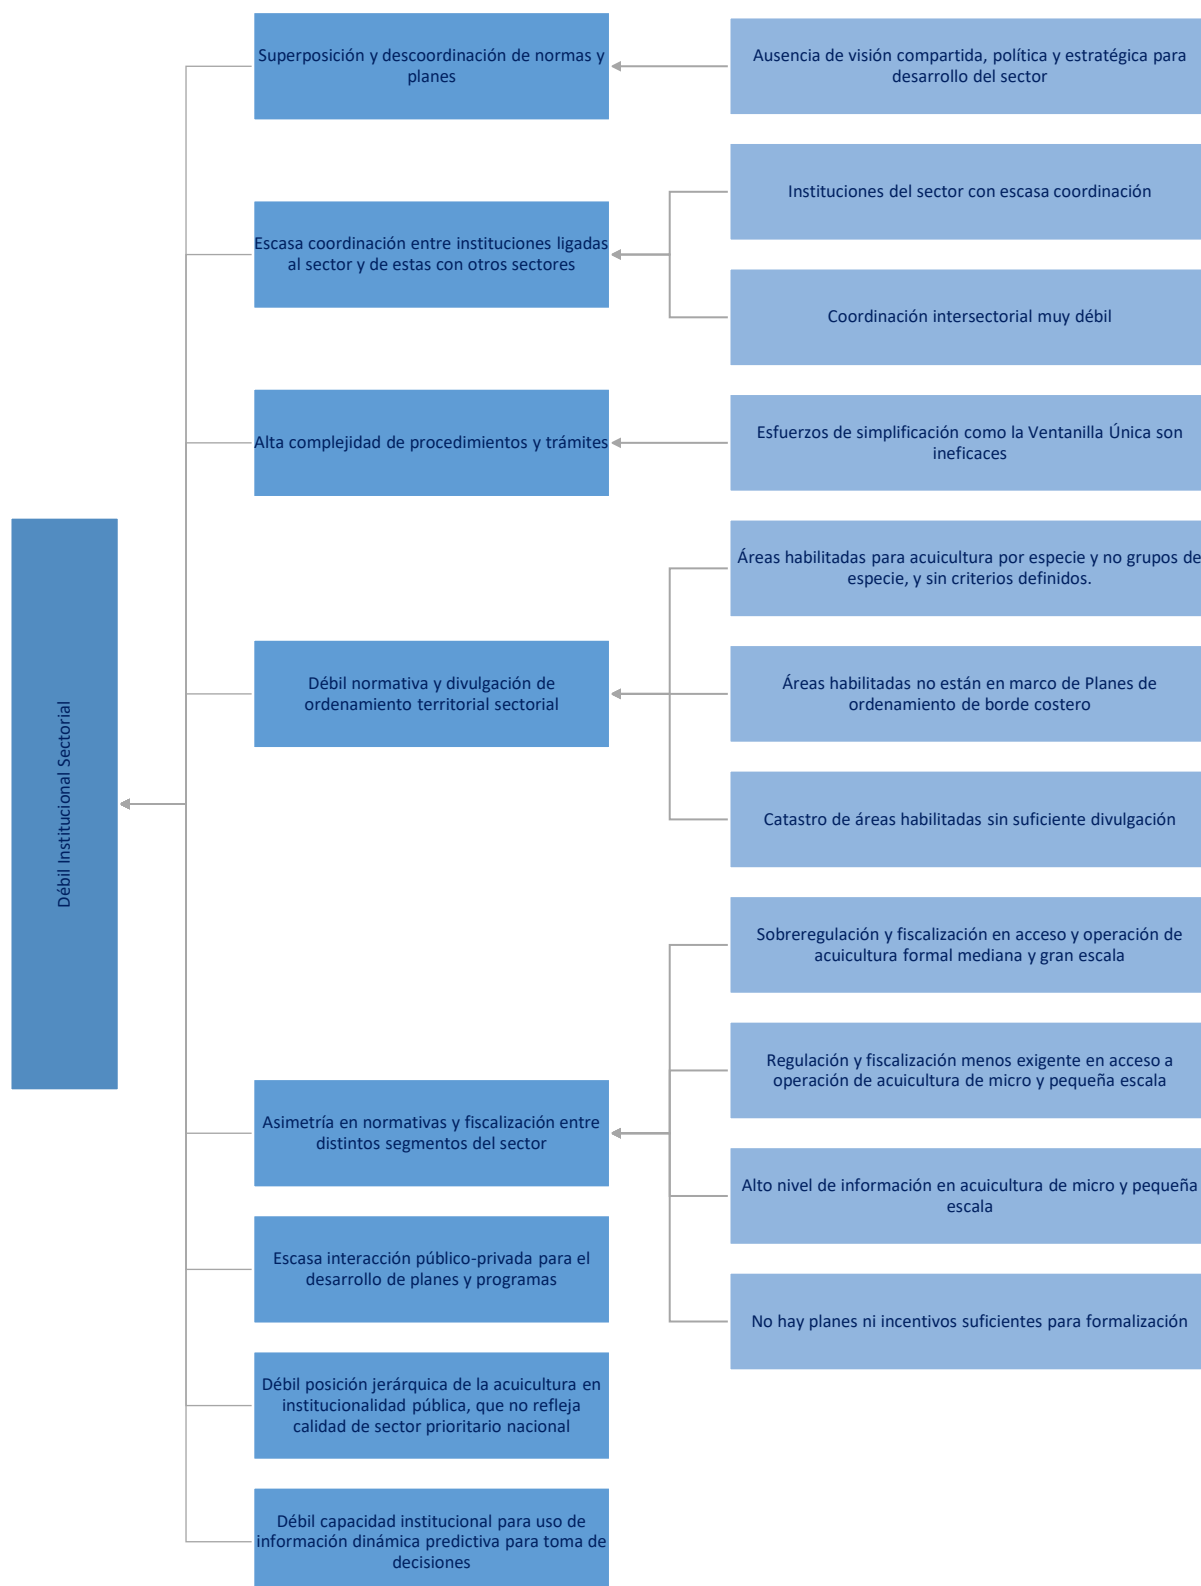 Débil Institucional Sectorial
Superposición y descoordinación de normas y
planes
Ausencia de visión compartida, política y estratégica para
desarrollo del sector
Escasa coordinación entre instituciones ligadas
al sector y de estas con otros sectores
Instituciones del sector con escasa coordinación
Coordinación intersectorial muy débil
Alta complejidad de procedimientos y trámites
Esfuerzos de simplificación como la Ventanilla Única son
ineficaces
Débil normativa y divulgación de
ordenamiento territorial sectorial
Áreas habilitadas para acuicultura por especie y no grupos de
especie, y sin criterios definidos.
Áreas habilitadas no están en marco de Planes de
ordenamiento de borde costero
Catastro de áreas habilitadas sin suficiente divulgación
Asimetría en normativas y fiscalización entre
distintos segmentos del sector
Sobreregulación y fiscalización en acceso y operación de
acuicultura formal mediana y gran escala
Regulación y fiscalización menos exigente en acceso a
operación de acuicultura de micro y pequeña escala
Alto nivel de información en acuicultura de micro y pequeña
escala
No hay planes ni incentivos suficientes para formalización
Escasa interacción público-privada para el
desarrollo de planes y programas
Débil posición jerárquica de la acuicultura en
institucionalidad pública, que no refleja
calidad de sector prioritario nacional
Débil capacidad institucional para uso de
información dinámica predictiva para toma de
decisiones